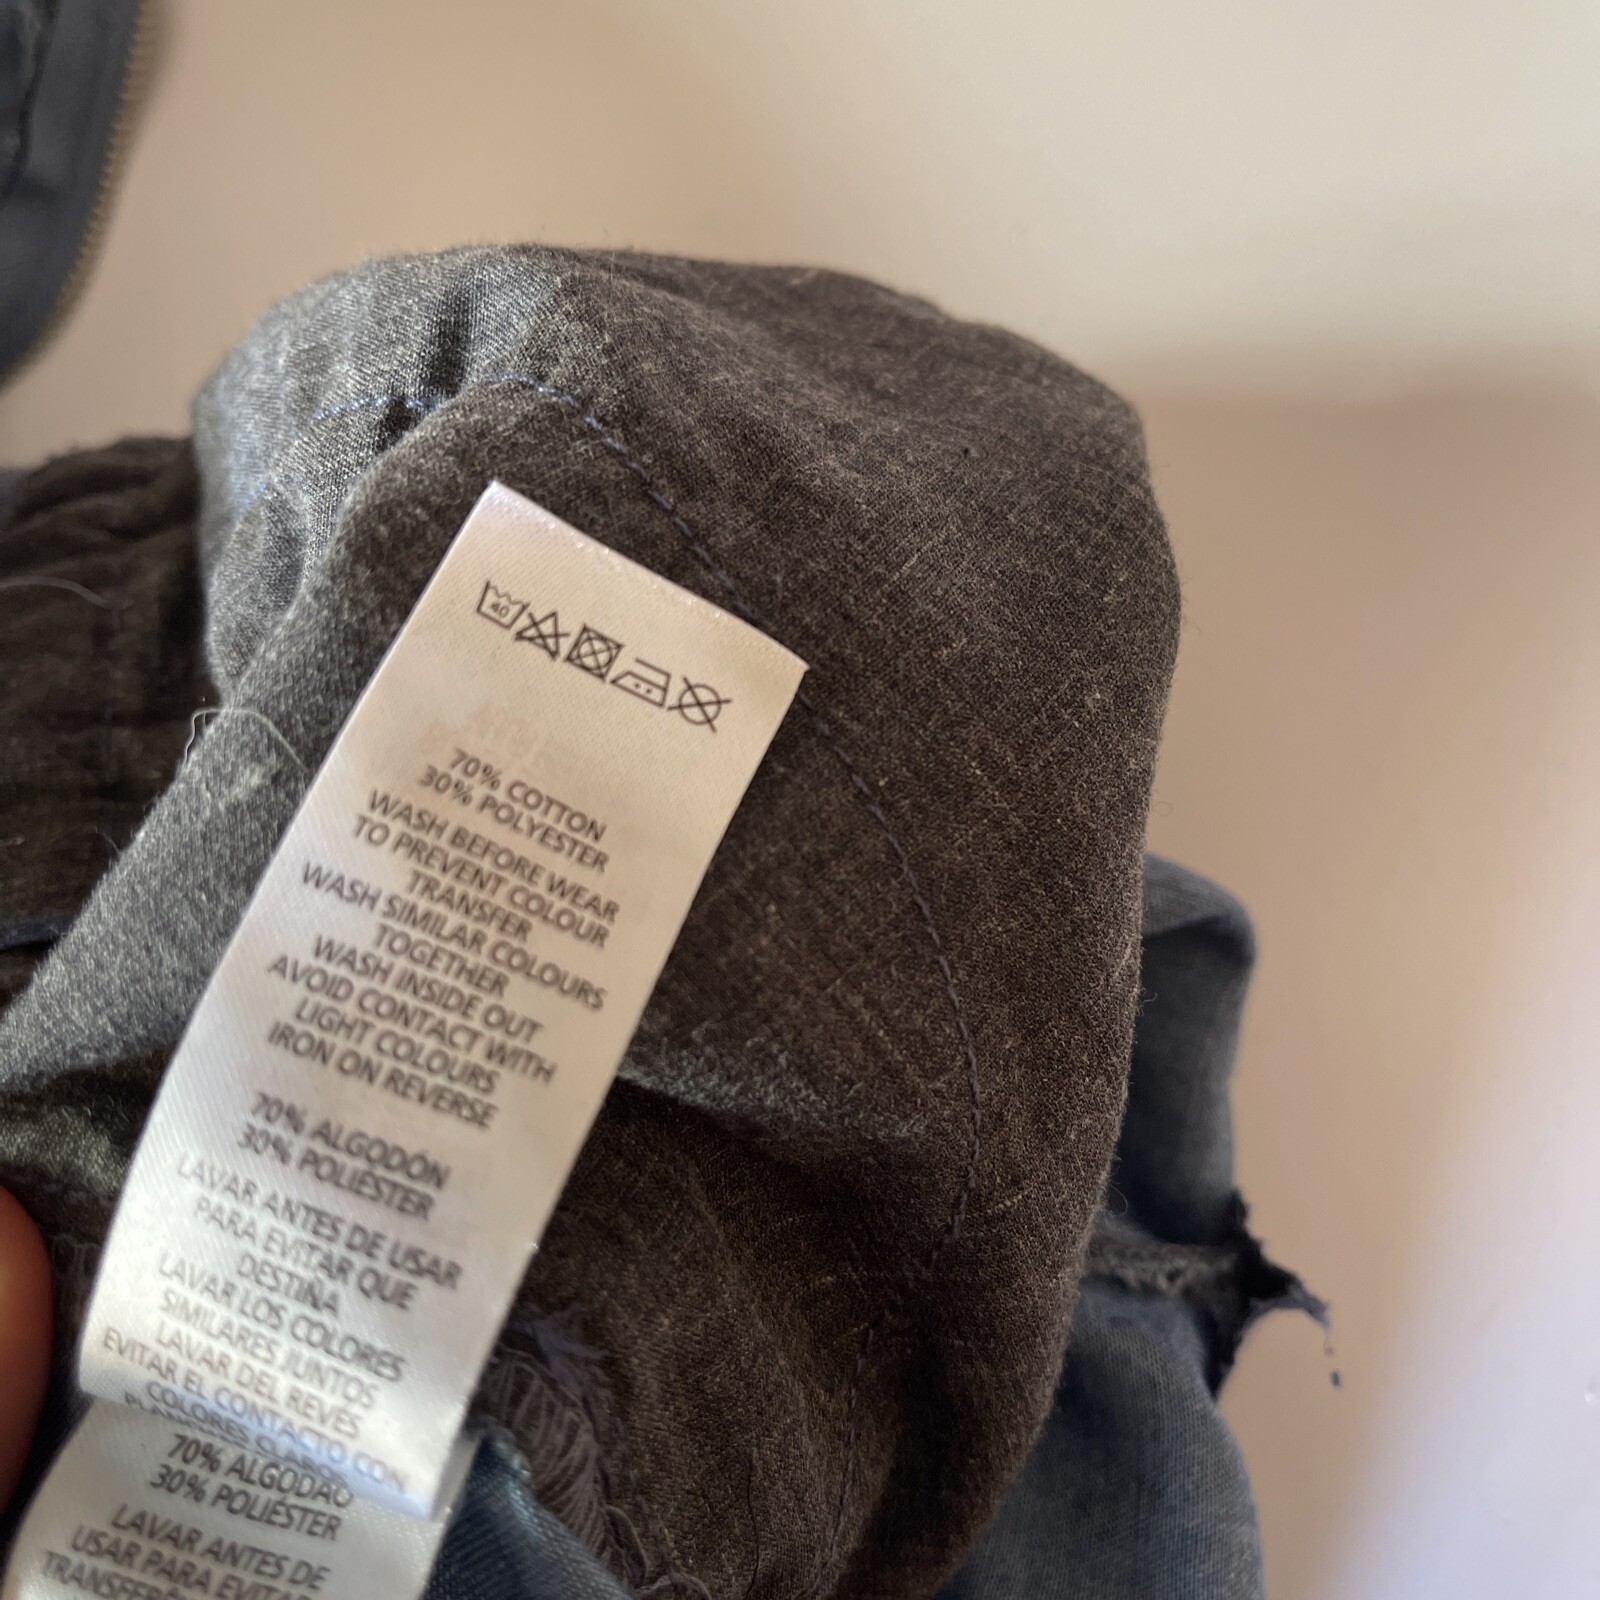 40
70% COTTON
30% POLYESTER
WASH BEFORE WEAR
TO PREVENT COLOUR
TRANSFER
WASH SIMILAR COLOURS
TOGETHER
WASH INSIDE OUT
AVOID CONTACT WITH
LIGHT COLOURS
IRON ON REVERSE
70% ALGODÓN
30% POLIÉSTER
LAVAR ANTES DE USAR
PARA EVITAR QUE
DESTIÑA
LAVAR LOS COLORES
SIMILARES JUNTOS
LAVAR DEL REVÉS
EVITAR EL CONTACTO CON
COLORES CLAROS
70% ALGODÃO
30% POLIÉSTER
LAVAR ANTES DE
USAR PARA EVITAR